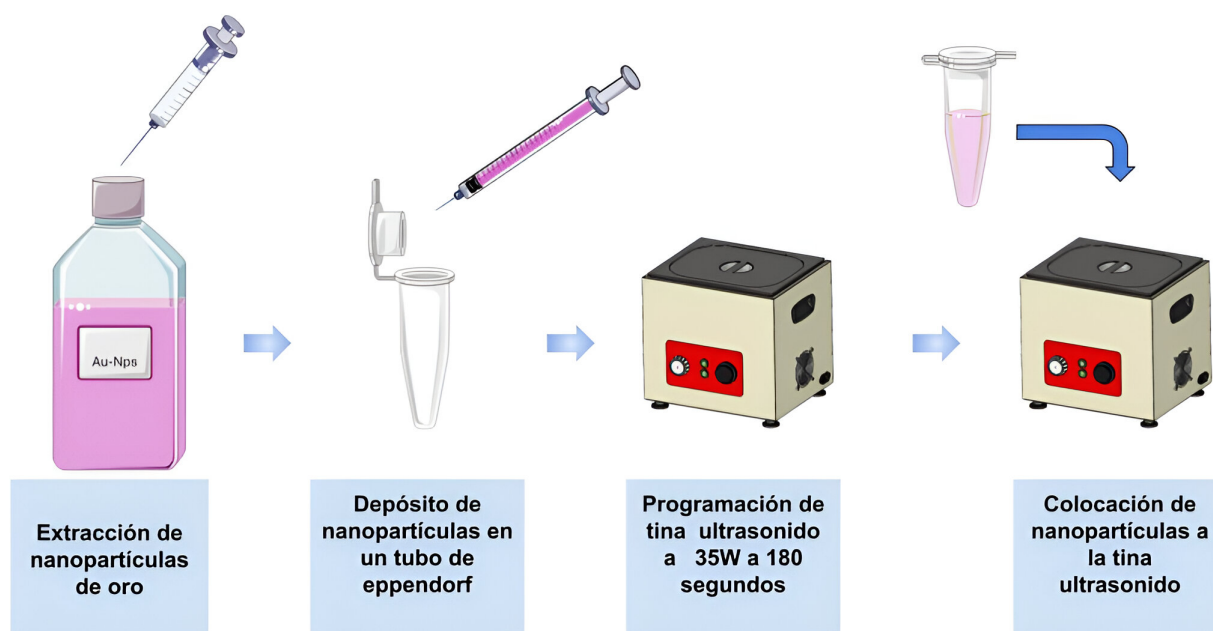 Au-Nps
Extracción de
nanopartículas
de oro
Depósito de
nanopartículas en
un tubo de
eppendorf
Programación de
tina ultrasonido
a 35W a 180
segundos
Colocación de
nanopartículas a
la tina
ultrasonido